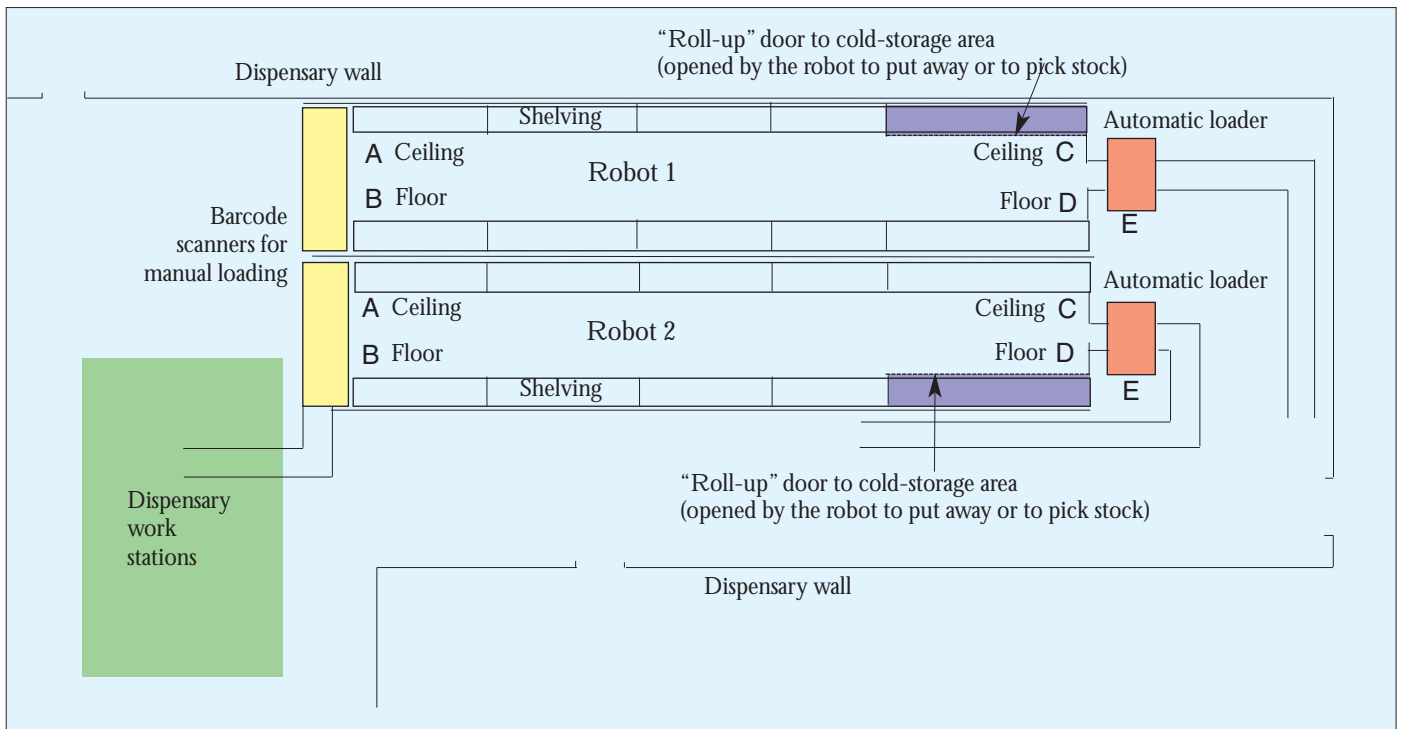 “Roll-up” door to cold-storage area
(opened by the robot to put away or to pick stock)
Dispensary wall
Shelving
Automatic loader
A Ceiling
Ceiling C
Robot 1
B Floor
Floor D
E
Barcode
scanners for
manual loading
Automatic loader
A Ceiling
Ceiling C
Robot 2
B Floor
Floor D
Shelving
E
“Roll-up” door to cold-storage area
(opened by the robot to put away or to pick stock)
Dispensary
work
stations
Dispensary wall